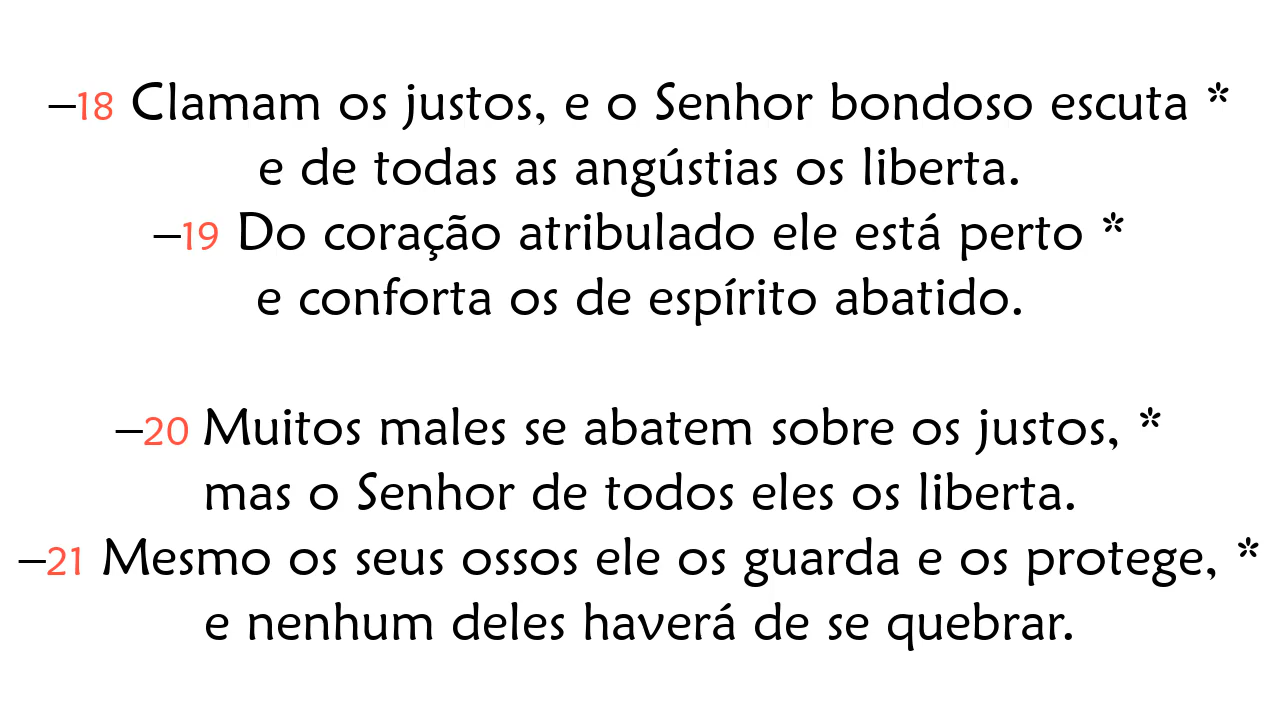 –18 Clamam os justos, e o Senhor bondoso escuta *
e de todas as angústias os liberta.
–19 Do coração atribulado ele está perto *
e conforta os de espírito abatido.
–20 Muitos males se abatem sobre os justos, *
mas o Senhor de todos eles os liberta.
–21 Mesmo os seus ossos ele os guarda e os protege, *
e nenhum deles haverá de se quebrar.